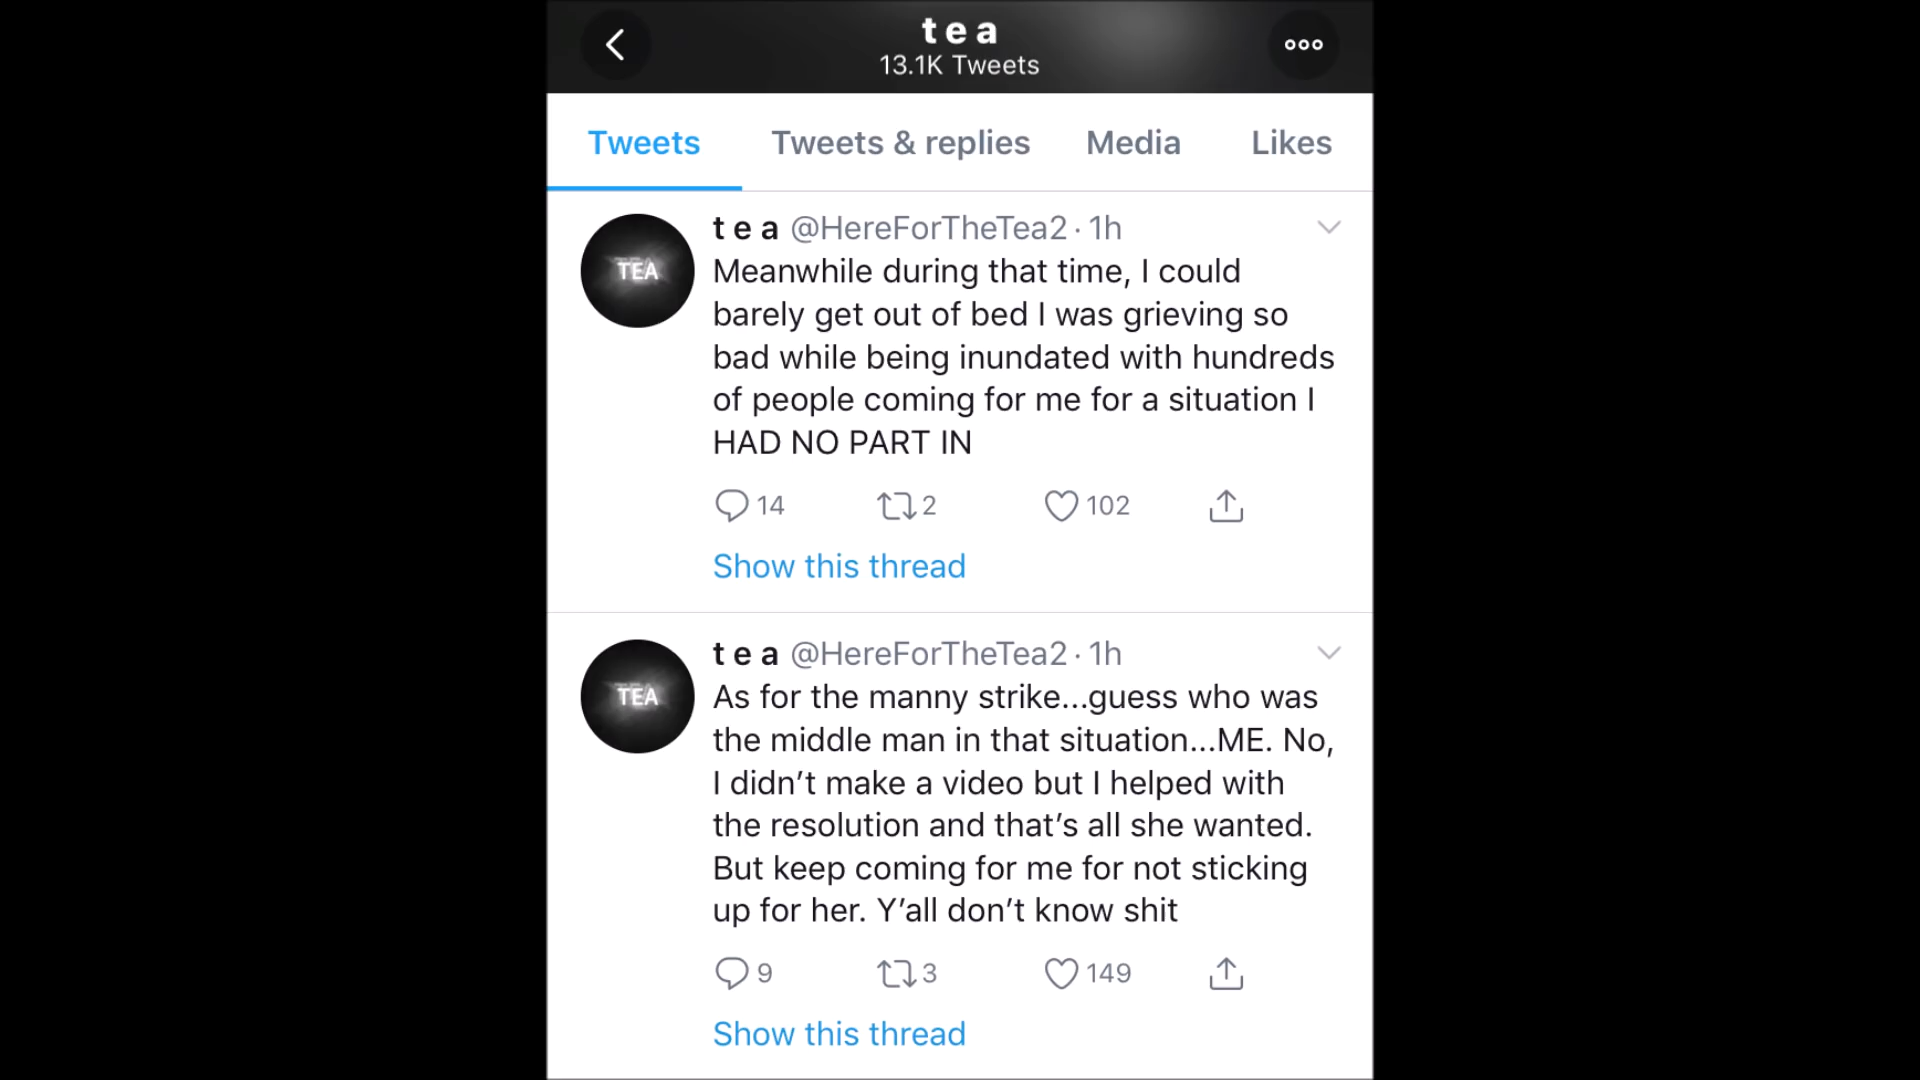 t e a
13.1K Tweets
Tweets Tweets & replies Media Likes
t e a @HereForTheTea2 · 1h
TEA
Meanwhile during that time, I could
barely get out of bed I was grieving so
bad while being inundated with hundreds
of people coming for me for a situation I
HAD NO PART IN
14 2 102
Show this thread
t e a @HereForTheTea2 · 1h
TEA
As for the manny strike...guess who was
the middle man in that situation...ME. No,
I didn’t make a video but I helped with
the resolution and that’s all she wanted.
But keep coming for me for not sticking
up for her. Y’all don’t know shit
9 3 149
Show this thread